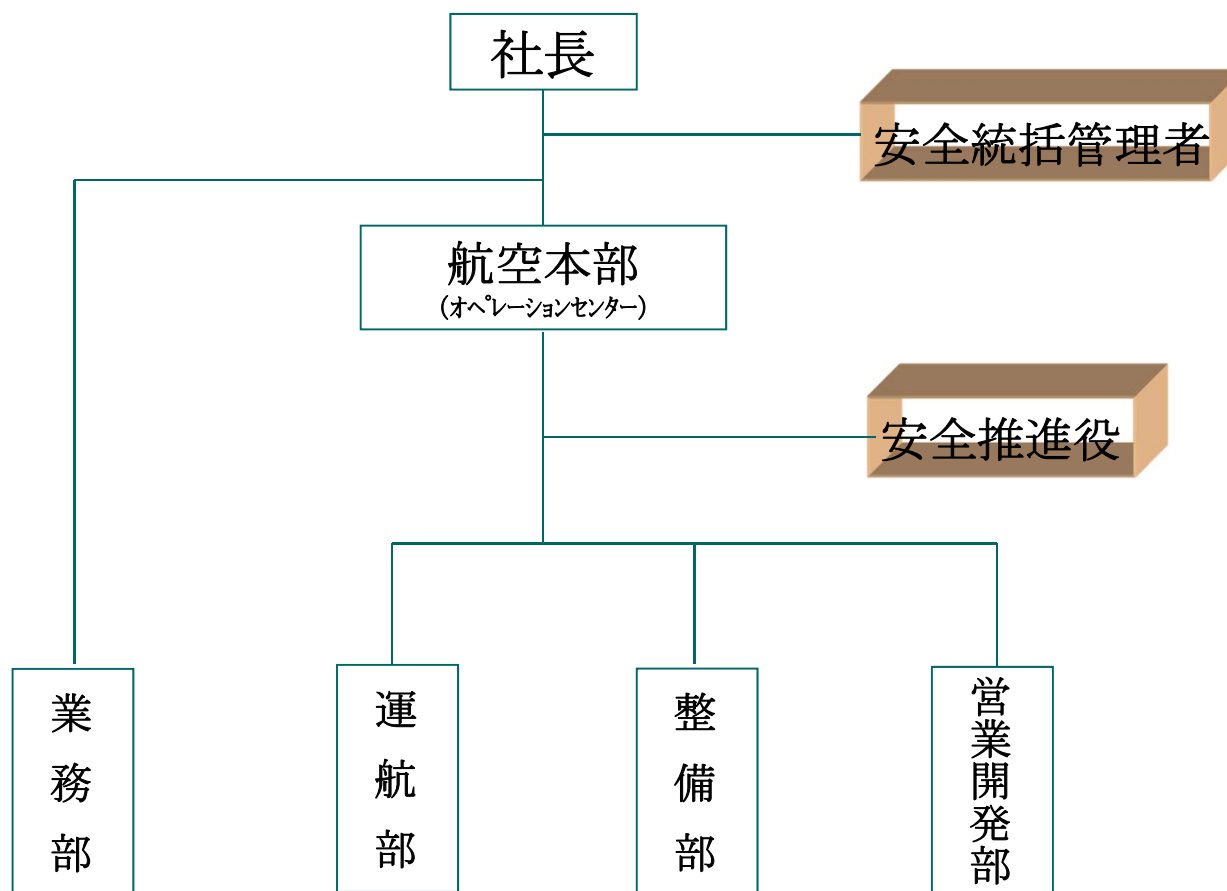 社長
安全統括管理者
航空本部
(オペレーションセンター)
安全推進役
業務部
運航部
整備部
営業開発部